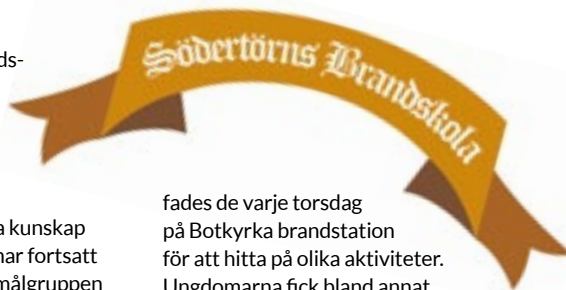 ds-
Södertörns Brandskola
a kunskap
har fortsatt
målgruppen
fades de varje torsdag
på Botkyrka brandstation
för att hitta på olika aktiviteter.
Ungdomarna fick bland annat